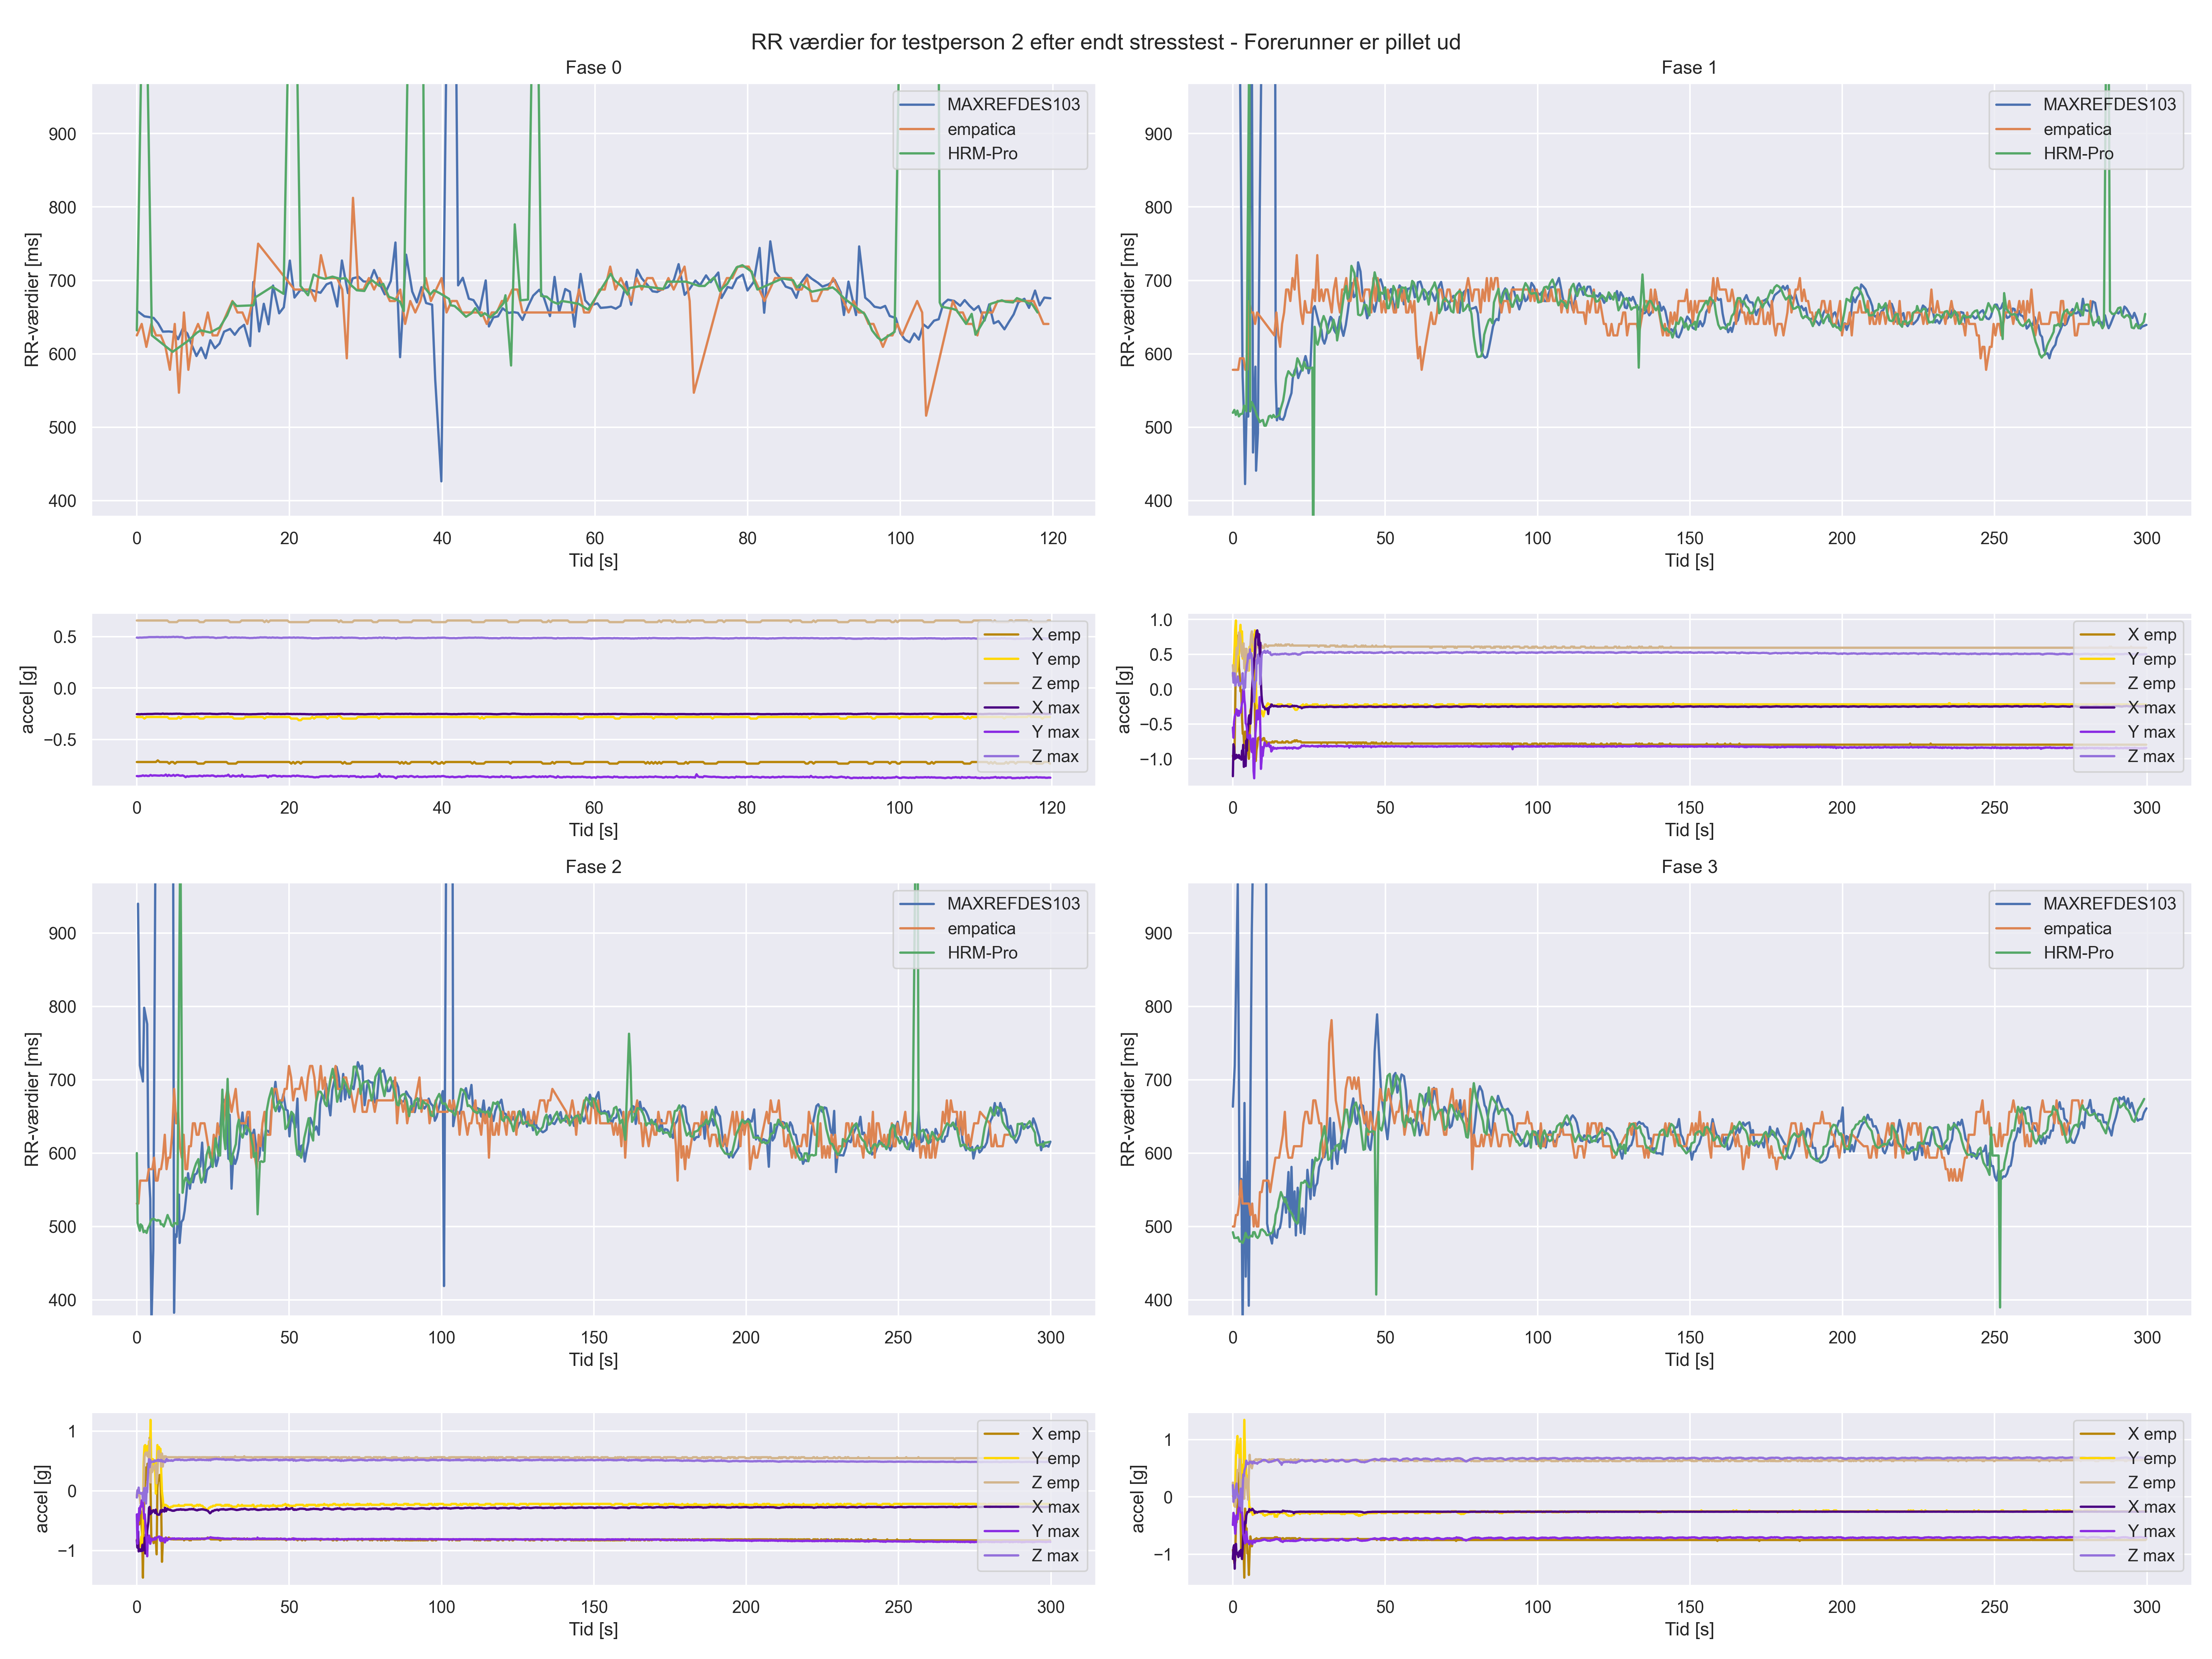 RR værdier for testperson 2 efter endt stresstest - Forerunner er pillet ud
Fase 0
RR-værdier [ms]
900
800
700
600
500
400
MAXREFDES103
empatica
HRM-Pro
0 20 40 60 80 100 120
Tid [s]
Fase 1
RR-værdier [ms]
900
800
700
600
500
400
MAXREFDES103
empatica
HRM-Pro
0 50 100 150 200 250 300
Tid [s]
accel [g]
0.5
0.0
−0.5
X emp
Y emp
Z emp
X max
Y max
Z max
0 20 40 60 80 100 120
Tid [s]
accel [g]
1.0
0.5
0.0
−0.5
−1.0
X emp
Y emp
Z emp
X max
Y max
Z max
0 50 100 150 200 250 300
Tid [s]
Fase 2
RR-værdier [ms]
900
800
700
600
500
400
MAXREFDES103
empatica
HRM-Pro
0 50 100 150 200 250 300
Tid [s]
Fase 3
RR-værdier [ms]
900
800
700
600
500
400
MAXREFDES103
empatica
HRM-Pro
0 50 100 150 200 250 300
Tid [s]
accel [g]
1
0
−1
X emp
Y emp
Z emp
X max
Y max
Z max
0 50 100 150 200 250 300
Tid [s]
accel [g]
1
0
−1
X emp
Y emp
Z emp
X max
Y max
Z max
0 50 100 150 200 250 300
Tid [s]